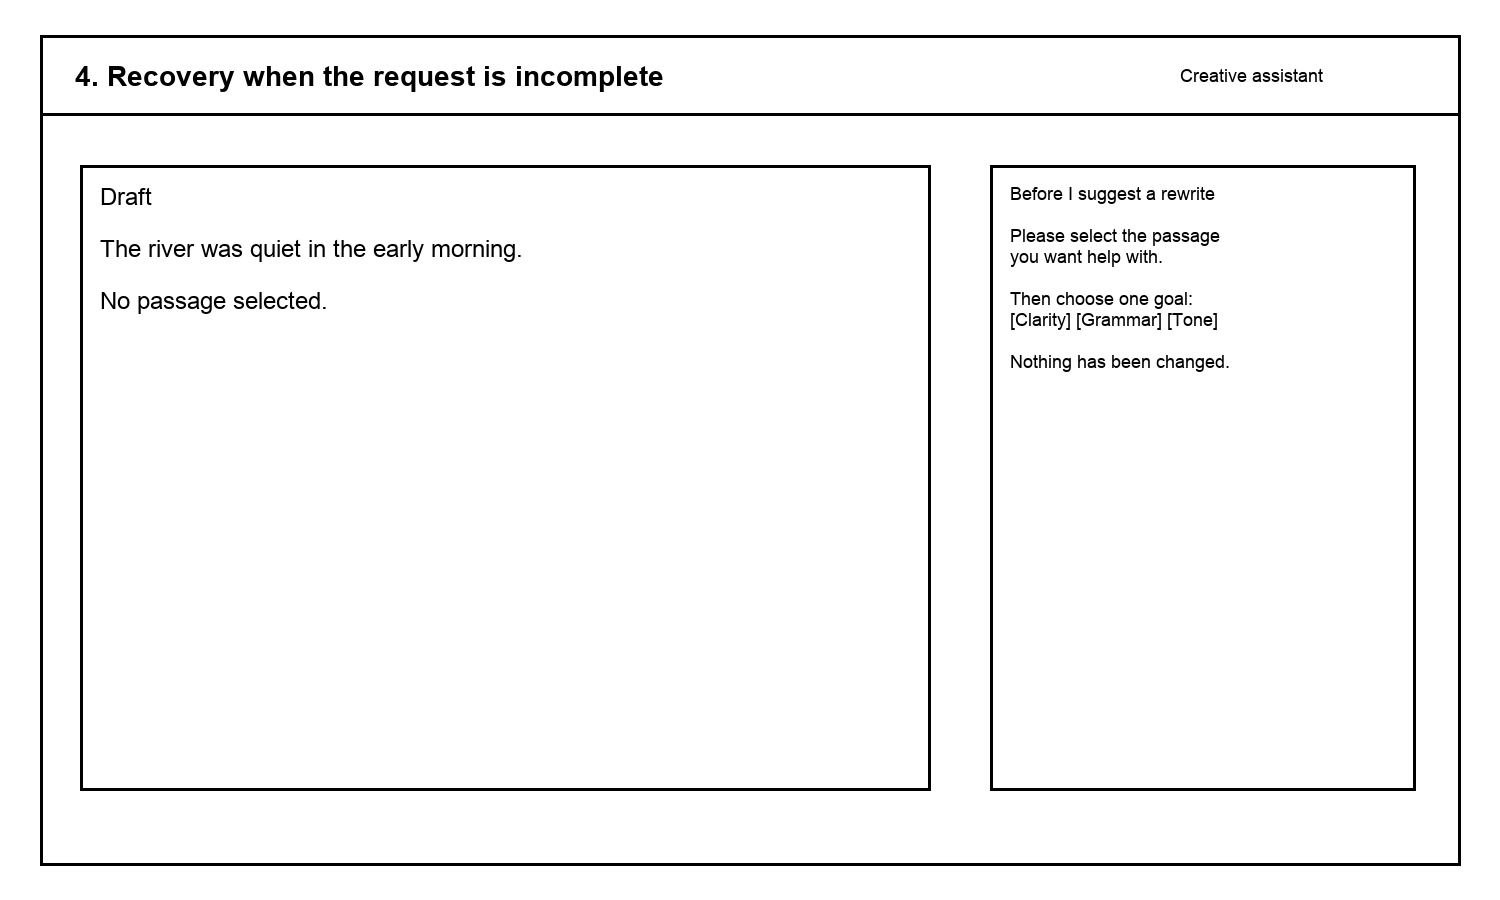 4. Recovery when the request is incomplete
Creative assistant
Draft
The river was quiet in the early morning.
No passage selected.
Before I suggest a rewrite
Please select the passage
you want help with.
Then choose one goal:
[Clarity] [Grammar] [Tone]
Nothing has been changed.